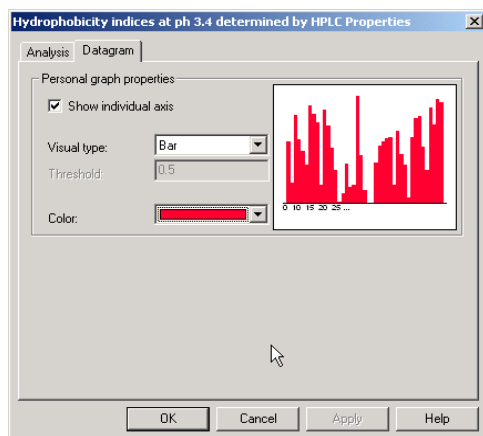 Hydrophobicity indices at ph 3.4 determined by HPLC Properties
Analysis Datagram
Personal graph properties
Show individual axis
Visual type: Bar
Threshold: 0.5
Color:
0 10 15 20 25 ...
OK Cancel Apply Help